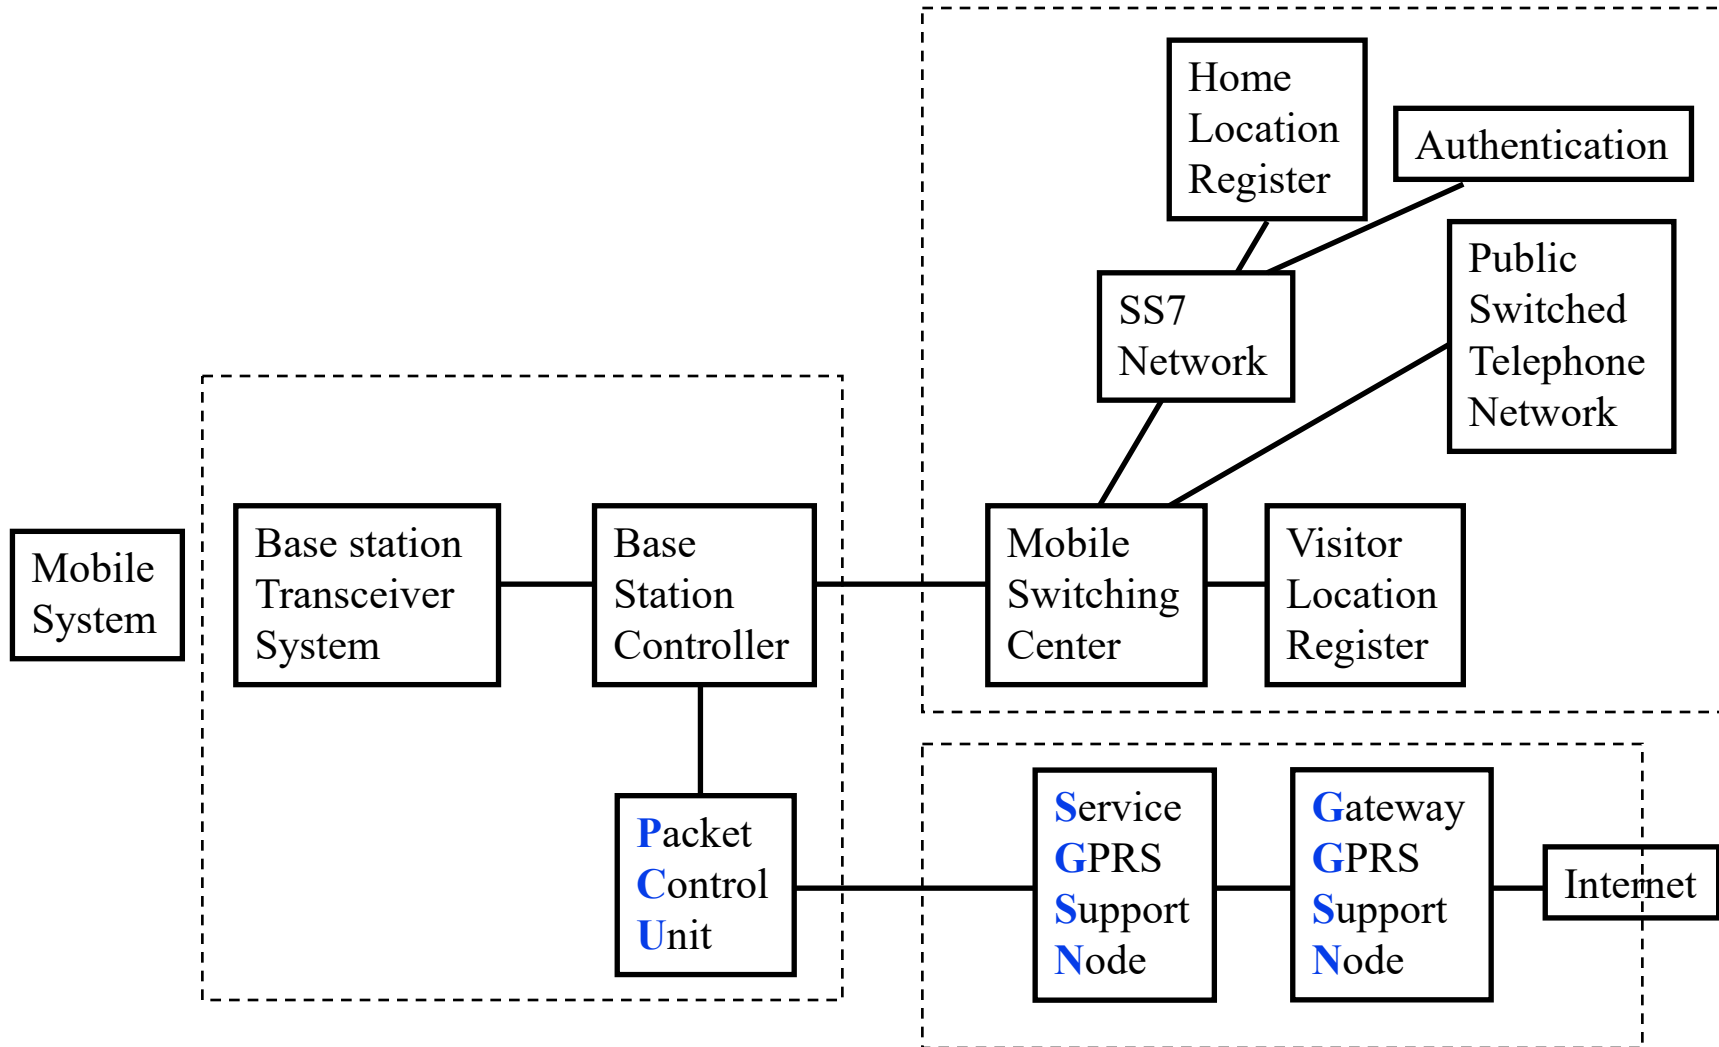 Home
Location
Register
Authentication
Public
Switched
Telephone
Network
SS7
Network
Mobile
System
Base station
Transceiver
System
Base
Station
Controller
Mobile
Switching
Center
Visitor
Location
Register
Packet
Control
Unit
Service
GPRS
Support
Node
Gateway
GPRS
Support
Node
Internet